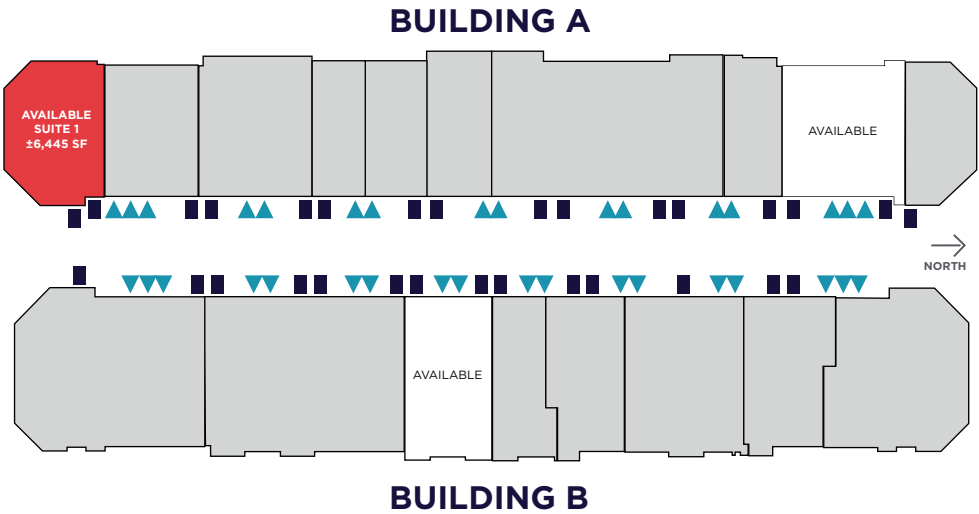 BUILDING A
AVAILABLE
SUITE 1
±6,445 SF
AVAILABLE
NORTH
AVAILABLE
BUILDING B